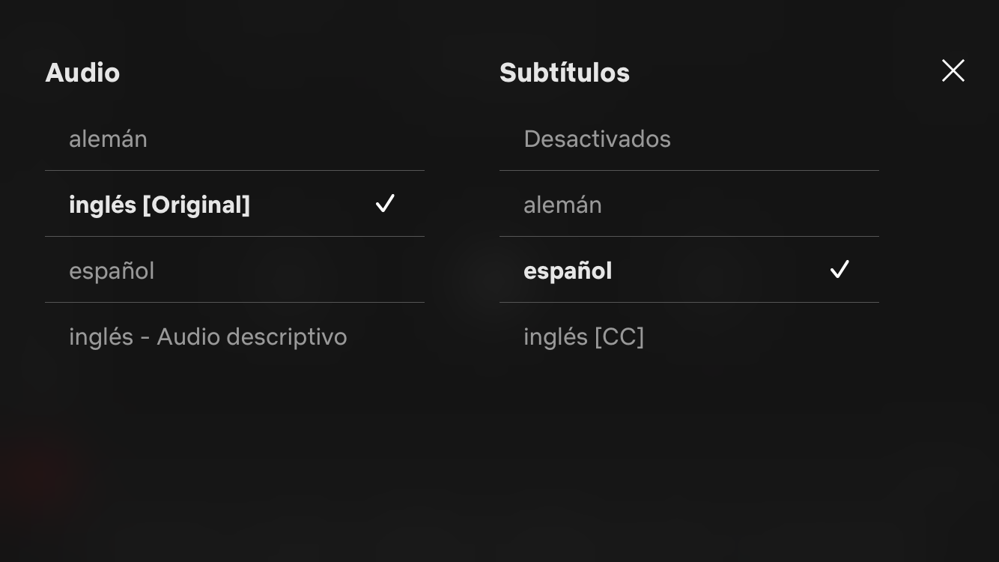 Audio
alemán
inglés [Original]
español
inglés - Audio descriptivo
Subtítulos
Desactivados
alemán
español
inglés [CC]